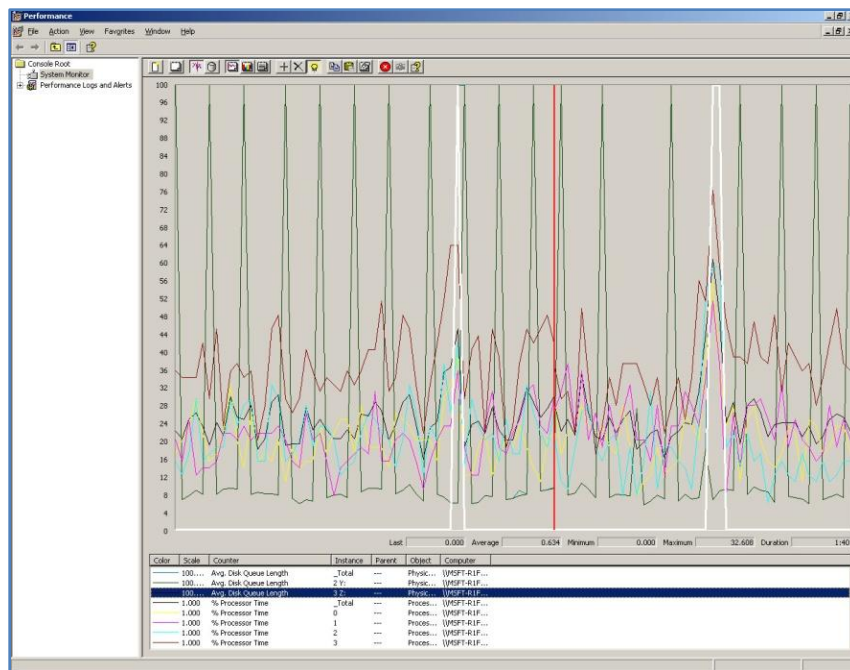 Performance
File Action View Favorites Window Help
Console Root
System Monitor
Performance Logs and Alerts
100
96
92
88
84
80
76
72
68
64
60
56
52
48
44
40
36
32
28
24
20
16
12
8
4
0
Last 0.000 Average 0.634 Minimum 0.000 Maximum 32.608 Duration 1:40
Color Scale Counter Instance Parent Object Computer
100.... Avg. Disk Queue Length _Total --- Physic... \\MSFT-R1F...
100.... Avg. Disk Queue Length 2 Y: --- Physic... \\MSFT-R1F...
100.... Avg. Disk Queue Length 3 Z: --- Physic... \\MSFT-R1F...
1.000 % Processor Time _Total --- Proces... \\MSFT-R1F...
1.000 % Processor Time 0 --- Proces... \\MSFT-R1F...
1.000 % Processor Time 1 --- Proces... \\MSFT-R1F...
1.000 % Processor Time 2 --- Proces... \\MSFT-R1F...
1.000 % Processor Time 3 --- Proces... \\MSFT-R1F...